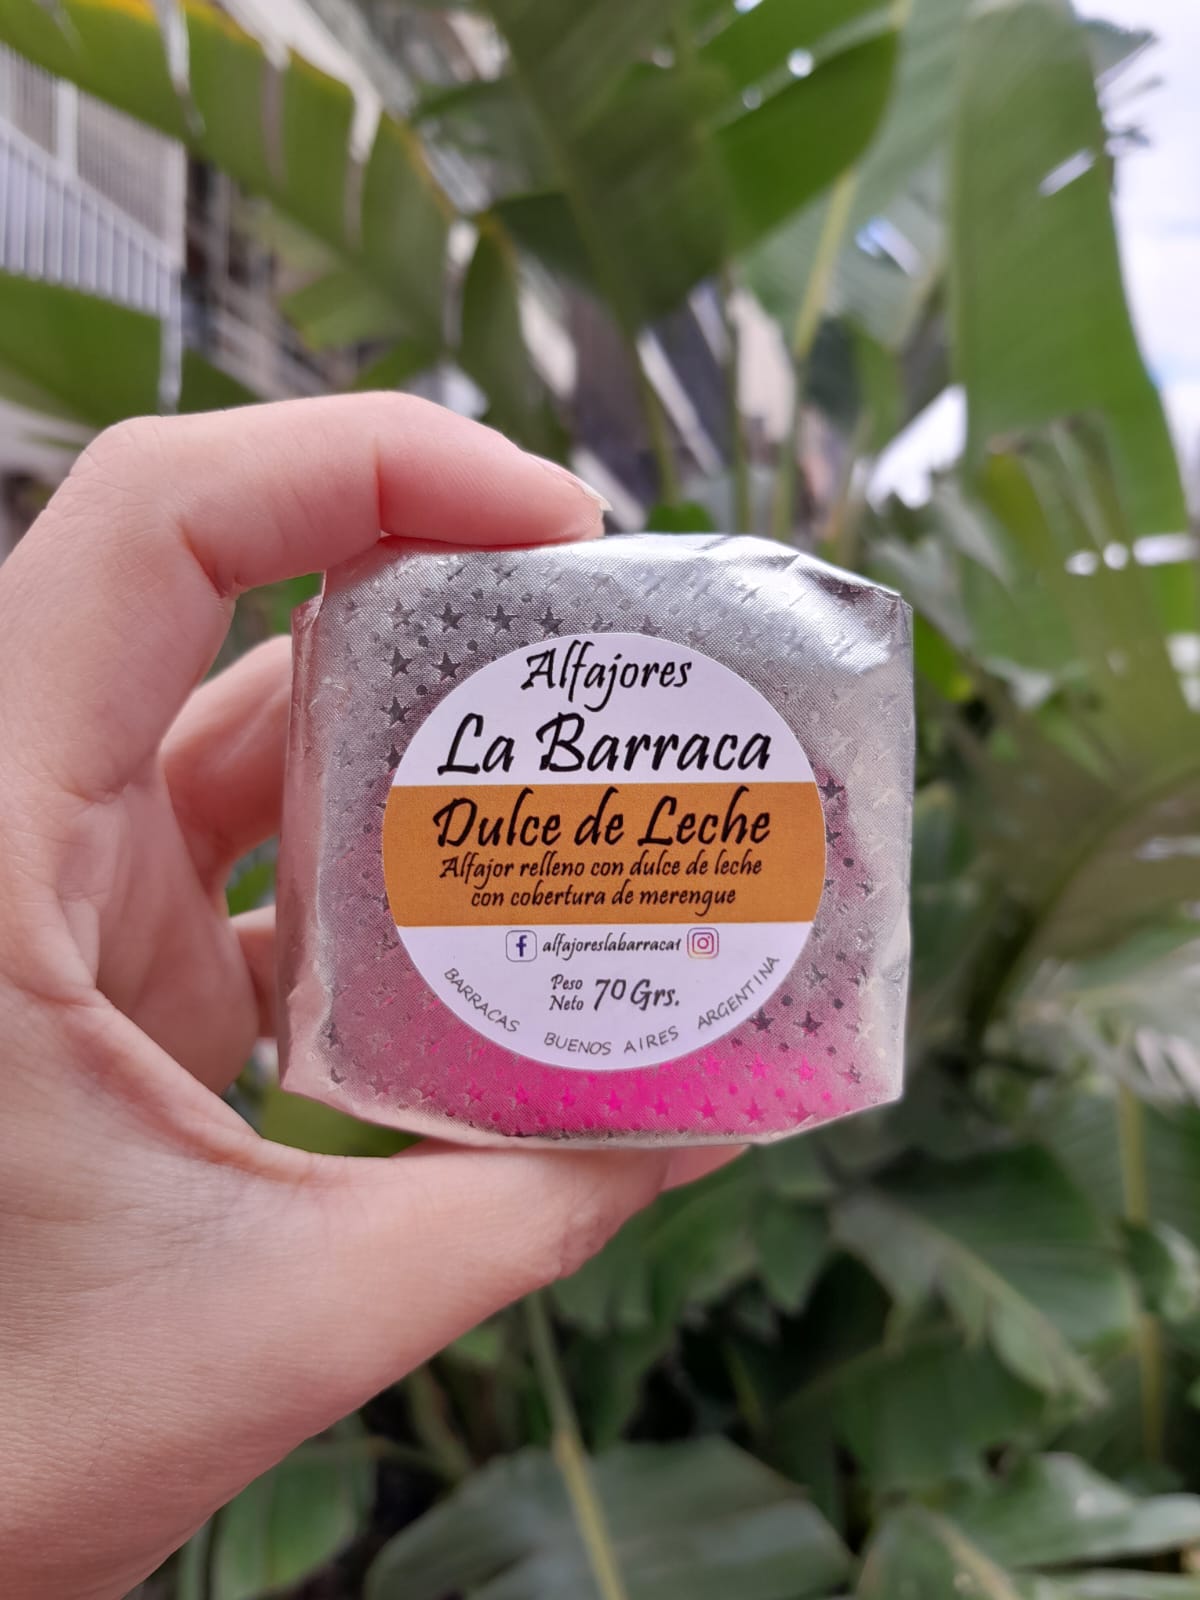 Alfajores
La Barraca
Dulce de Leche
Alfajor relleno con dulce de leche
con cobertura de merengue
alfajoreslabarraca1
Peso
Neto 70 Grs.
BARRACAS BUENOS AIRES ARGENTINA